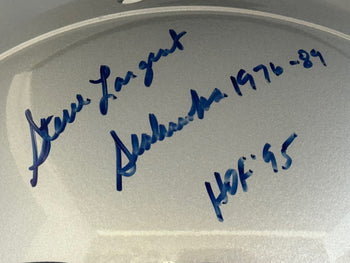 Steve Largent
Seahawks 1976-89
HOF '95